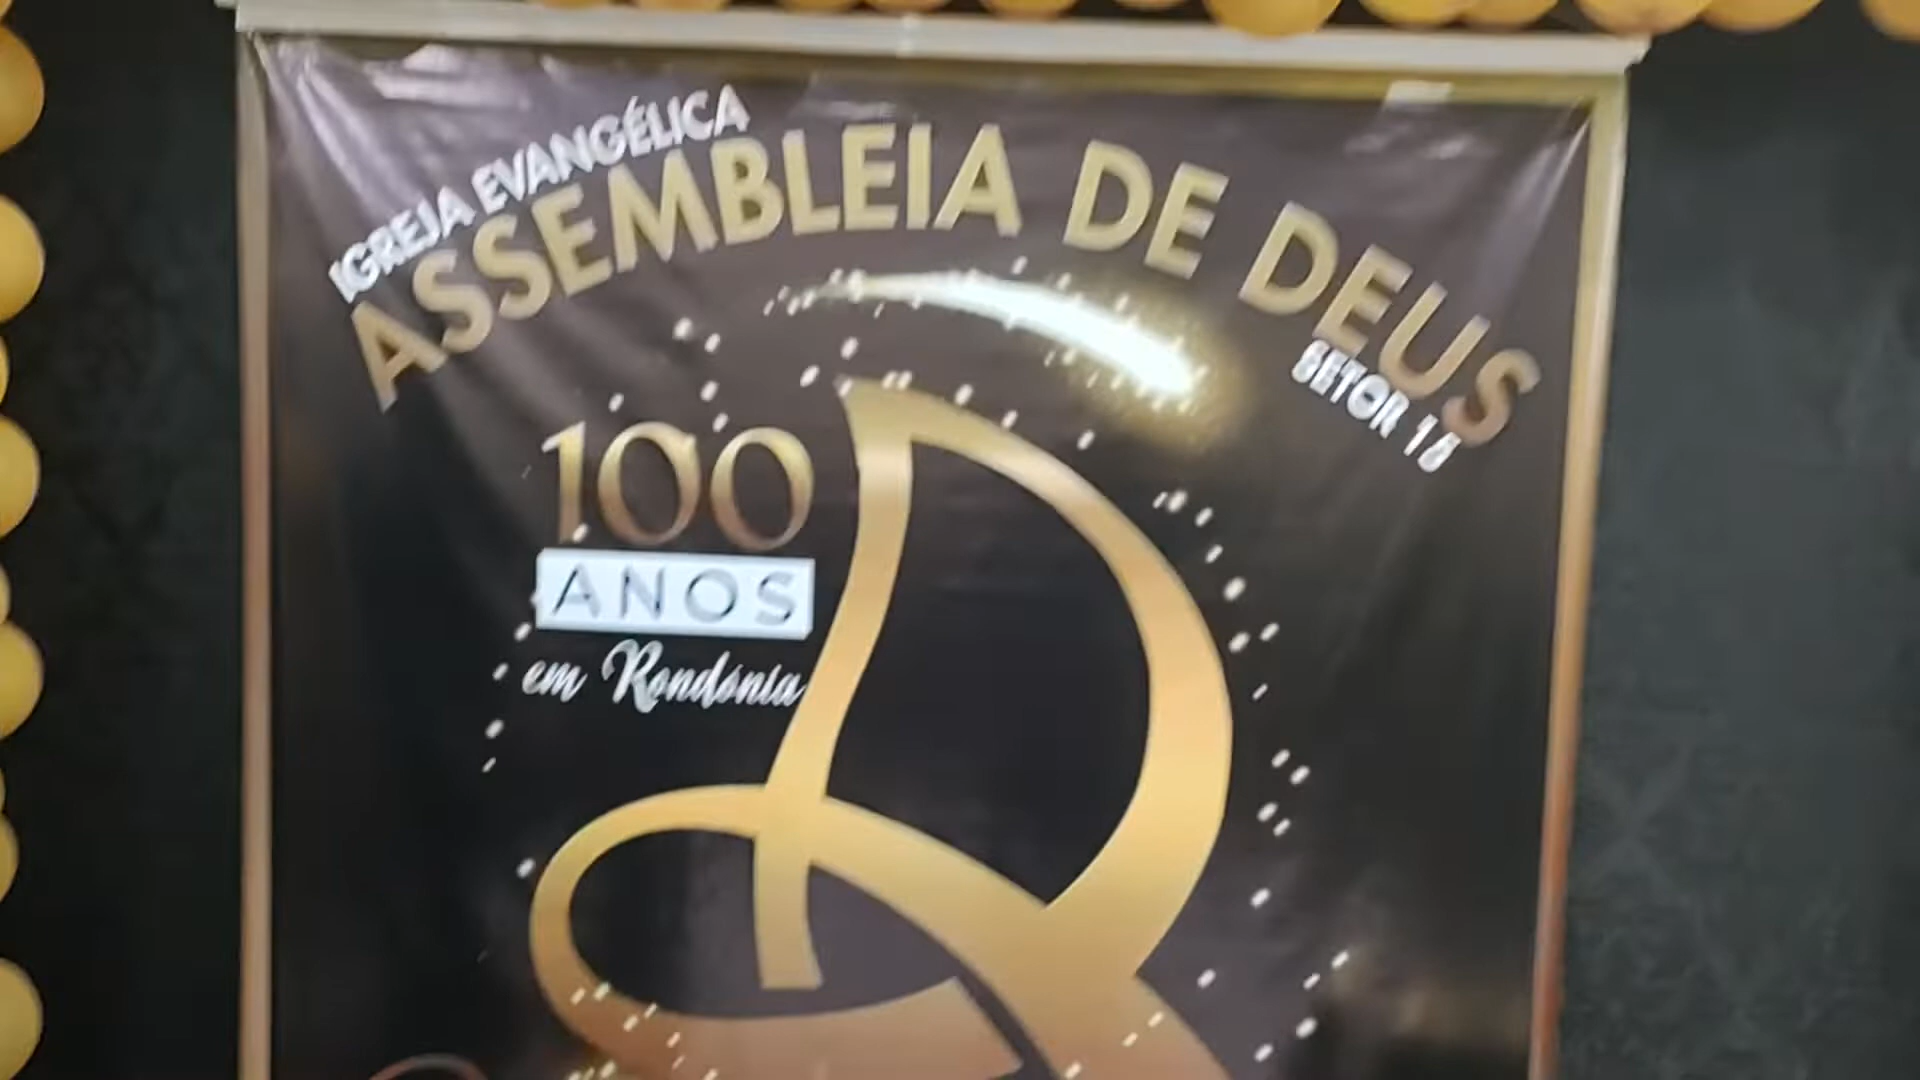 IGREJA EVANGÉLICA
ASSEMBLEIA DE DEUS
SETOR
100
ANOS
em Rondônia